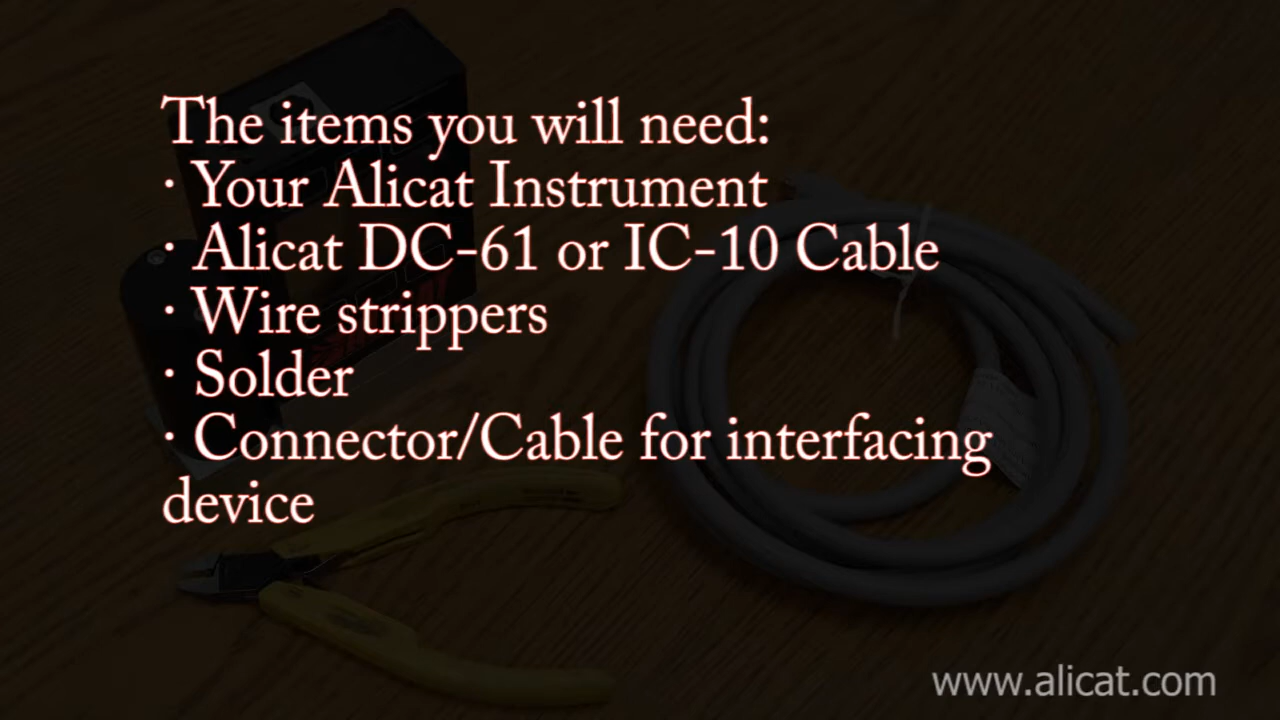 The items you will need:
· Your Alicat Instrument
· Alicat DC-61 or IC-10 Cable
· Wire strippers
· Solder
· Connector/Cable for interfacing
device
www.alicat.com